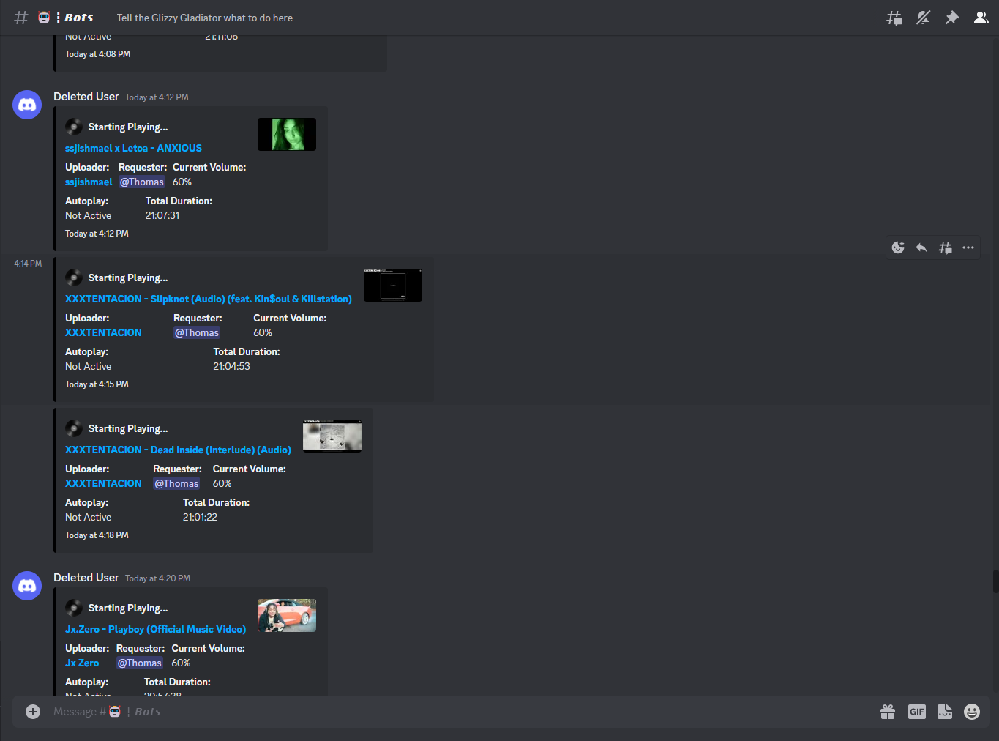 Bots
Tell the Glizzy Gladiator what to do here
Not Active 21:11:06
Today at 4:08 PM
Deleted User Today at 4:12 PM
Starting Playing...
ssjishmael x Letoa - ANXIOUS
Uploader: Requester: Current Volume:
ssjishmael @Thomas 60%
Autoplay: Total Duration:
Not Active 21:07:31
Today at 4:12 PM
4:14 PM
Starting Playing...
XXXTENTACION - Slipknot (Audio) (feat. Kin$oul & Killstation)
Uploader: Requester: Current Volume:
XXXTENTACION @Thomas 60%
Autoplay: Total Duration:
Not Active 21:04:53
Today at 4:15 PM
Starting Playing...
XXXTENTACION - Dead Inside (Interlude) (Audio)
Uploader: Requester: Current Volume:
XXXTENTACION @Thomas 60%
Autoplay: Total Duration:
Not Active 21:01:22
Today at 4:18 PM
Deleted User Today at 4:20 PM
Starting Playing...
Jx.Zero - Playboy (Official Music Video)
Uploader: Requester: Current Volume:
Jx Zero @Thomas 60%
Autoplay: Total Duration:
Not Active 20:57:38
Message # Bots
GIF